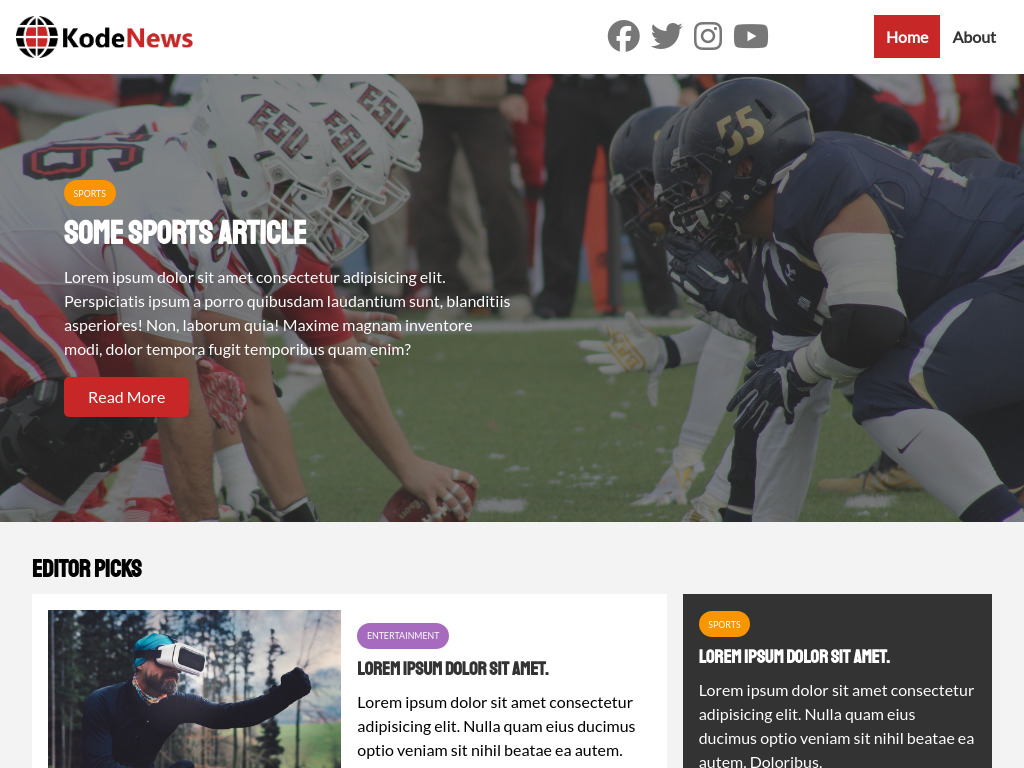 KodeNews
Home
About
ESU
ESU
ESU
55
SPORTS
SOME SPORTS ARTICLE
Lorem ipsum dolor sit amet consectetur adipisicing elit.
Perspiciatis ipsum a porro quibusdam laudantium sunt, blanditiis
asperiores! Non, laborum quia! Maxime magnam inventore
modi, dolor tempora fugit temporibus quam enim?
Read More
EDITOR PICKS
ENTERTAINMENT
LOREM IPSUM DOLOR SIT AMET.
Lorem ipsum dolor sit amet consectetur
adipisicing elit. Nulla quam eius ducimus
optio veniam sit nihil beatae ea autem.
SPORTS
LOREM IPSUM DOLOR SIT AMET.
Lorem ipsum dolor sit amet consectetur
adipisicing elit. Nulla quam eius
ducimus optio veniam sit nihil beatae ea
autem. Doloribus.